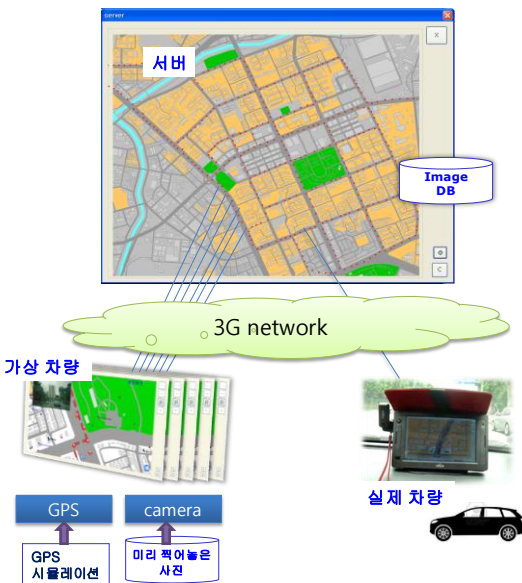 server
X
서버
Image
DB
C
3G network
가상 차량
실제 차량
GPS
camera
GPS
시뮬레이션
미리 찍어놓은
사진